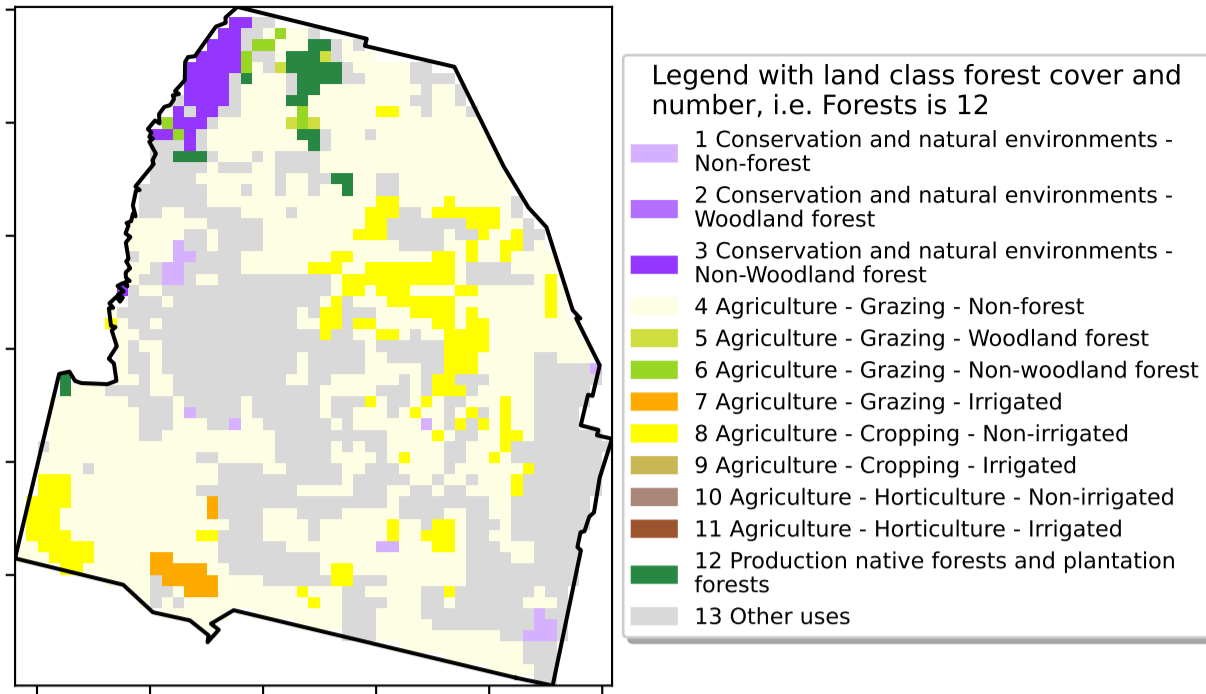 Legend with land class forest cover and
number, i.e. Forests is 12
1 Conservation and natural environments -
Non-forest
2 Conservation and natural environments -
Woodland forest
3 Conservation and natural environments -
Non-Woodland forest
4 Agriculture - Grazing - Non-forest
5 Agriculture - Grazing - Woodland forest
6 Agriculture - Grazing - Non-woodland forest
7 Agriculture - Grazing - Irrigated
8 Agriculture - Cropping - Non-irrigated
9 Agriculture - Cropping - Irrigated
10 Agriculture - Horticulture - Non-irrigated
11 Agriculture - Horticulture - Irrigated
12 Production native forests and plantation
forests
13 Other uses